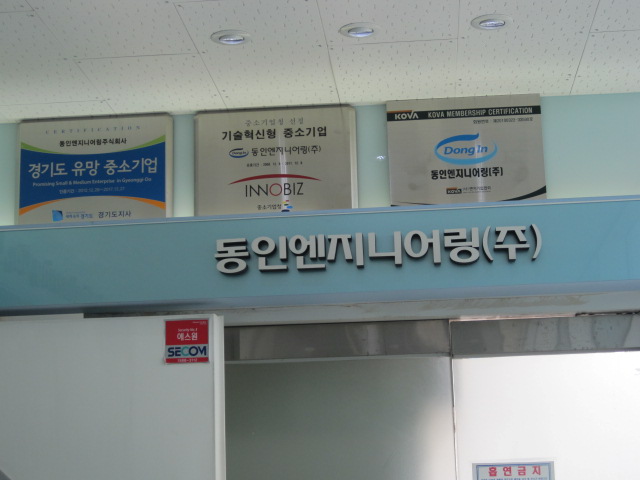 CERTIFICATION
동인엔지니어링주식회사
경기도 유망 중소기업
Promising Small & Medium Enterprise in Gyeonggi-Do
경기도지사
중소기업청 선정
기술혁신형 중소기업
DongIn 동인엔지니어링(주)
INNOBIZ
중소기업청
KOVA KOVA MEMBERSHIP CERTIFICATION
DongIn
동인엔지니어링(주)
KOVA
동인엔지니어링(주)
에스원
SECOM
흡연금지